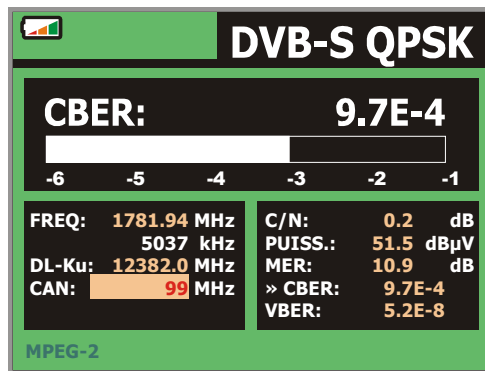 DVB-S QPSK
CBER: 9.7E-4
-6 -5 -4 -3 -2 -1
FREQ: 1781.94 MHz
5037 kHz
DL-Ku: 12382.0 MHz
CAN: 99 MHz
C/N: 0.2 dB
PUISS.: 51.5 dBµV
MER: 10.9 dB
» CBER: 9.7E-4
VBER: 5.2E-8
MPEG-2